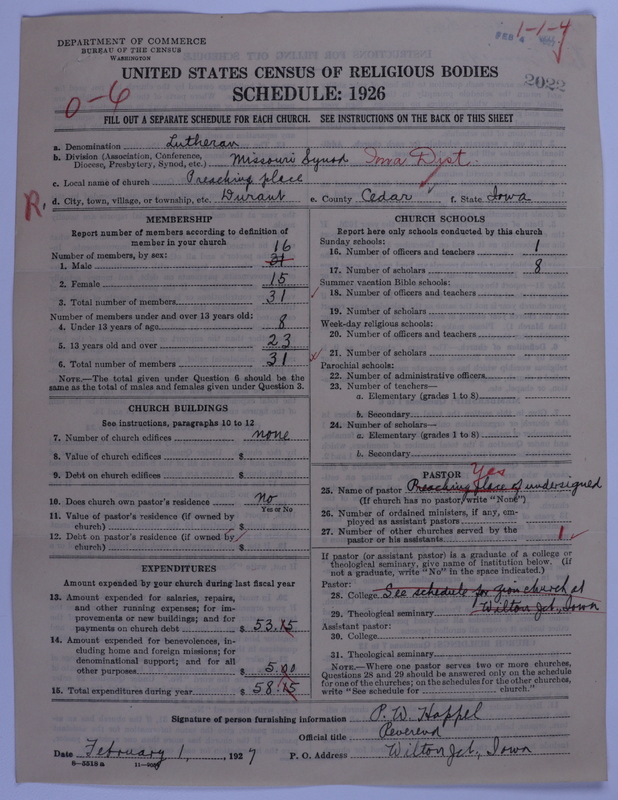 DEPARTMENT OF COMMERCE
BUREAU OF THE CENSUS
WASHINGTON
FEB 4
1-1-4
2022
UNITED STATES CENSUS OF RELIGIOUS BODIES
SCHEDULE: 1926
0-6
FILL OUT A SEPARATE SCHEDULE FOR EACH CHURCH. SEE INSTRUCTIONS ON THE BACK OF THIS SHEET
a. Denomination Lutheran
b. Division (Association, Conference, Diocese, Presbytery, Synod, etc.) Missouri Synod Iowa Dyst.
c. Local name of church Preaching place
R. d. City, town, village, or township, etc. Durant e. County Cedar f. State Iowa
MEMBERSHIP
Report number of members according to definition of
member in your church
Number of members, by sex: 16
1. Male 21
2. Female 15
3. Total number of members 31
Number of members under and over 13 years old:
4. Under 13 years of age 8
5. 13 years old and over 23
6. Total number of members 31
NOTE.—The total given under Question 6 should be the
same as the total of males and females given under Question 3.
CHURCH BUILDINGS
See instructions, paragraphs 10 to 12
7. Number of church edifices none
8. Value of church edifices $
9. Debt on church edifices $
10. Does church own pastor's residence No
Yes or No
11. Value of pastor's residence (if owned by
church) $
12. Debt on pastor's residence (if owned by
church) $
EXPENDITURES
Amount expended by your church during last fiscal year
13. Amount expended for salaries, repairs,
and other running expenses; for im-
provements or new buildings; and for
payments on church debt $ 53.15
14. Amount expended for benevolences, in-
cluding home and foreign missions; for
denominational support; and for all
other purposes $ 5.00
15. Total expenditures during year $ 58.15
CHURCH SCHOOLS
Report here only schools conducted by this church
Sunday schools:
16. Number of officers and teachers 1
17. Number of scholars 8
Summer vacation Bible schools:
18. Number of officers and teachers
19. Number of scholars
Week-day religious schools:
20. Number of officers and teachers
21. Number of scholars
Parochial schools:
22. Number of administrative officers
23. Number of teachers—
a. Elementary (grades 1 to 8)
b. Secondary
24. Number of scholars—
a. Elementary (grades 1 to 8)
b. Secondary
PASTOR Yes
25. Name of pastor Preaching place of undersigned
(If church has no pastor, write "None")
26. Number of ordained ministers, if any, em-
ployed as assistant pastors
27. Number of other churches served by the
pastor or his assistants 1
If pastor (or assistant pastor) is a graduate of a college or
theological seminary, give name of institution below. (If
not a graduate, write "No" in the space indicated.)
Pastor:
28. College See schedule for Zion church at
29. Theological seminary Wilton Jct, Iowa
Assistant pastor:
30. College
31. Theological seminary
NOTE.—Where one pastor serves two or more churches,
Questions 28 and 29 should be answered only on the schedule
for one of the churches; on the schedules for the other churches,
write "See schedule for church."
Signature of person furnishing information P. W. Happel
Official title Reverend
Date February 1, 1927 P. O. Address Wilton Jct, Iowa
8-5518a